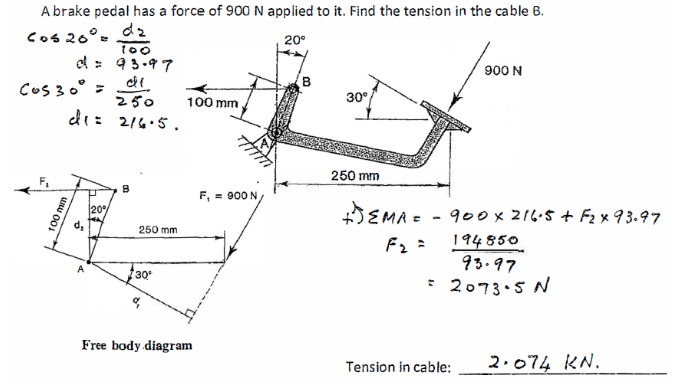 A brake pedal has a force of 900 N applied to it. Find the tension in the cable B.
Cos 20° = d2
100
d = 93.97
Cos 30° = d1
250
d1 = 216.5.
20°
900 N
B
30°
100 mm
A
250 mm
F₁
B
F, = 900 N
100 mm
20°
d₂
250 mm
A
30°
d,
Free body diagram
+ ΣMA = - 900 x 216.5 + F2 x 93.97
F2 = 194850
93.97
= 2073.5 N
Tension in cable: 2.074 KN.